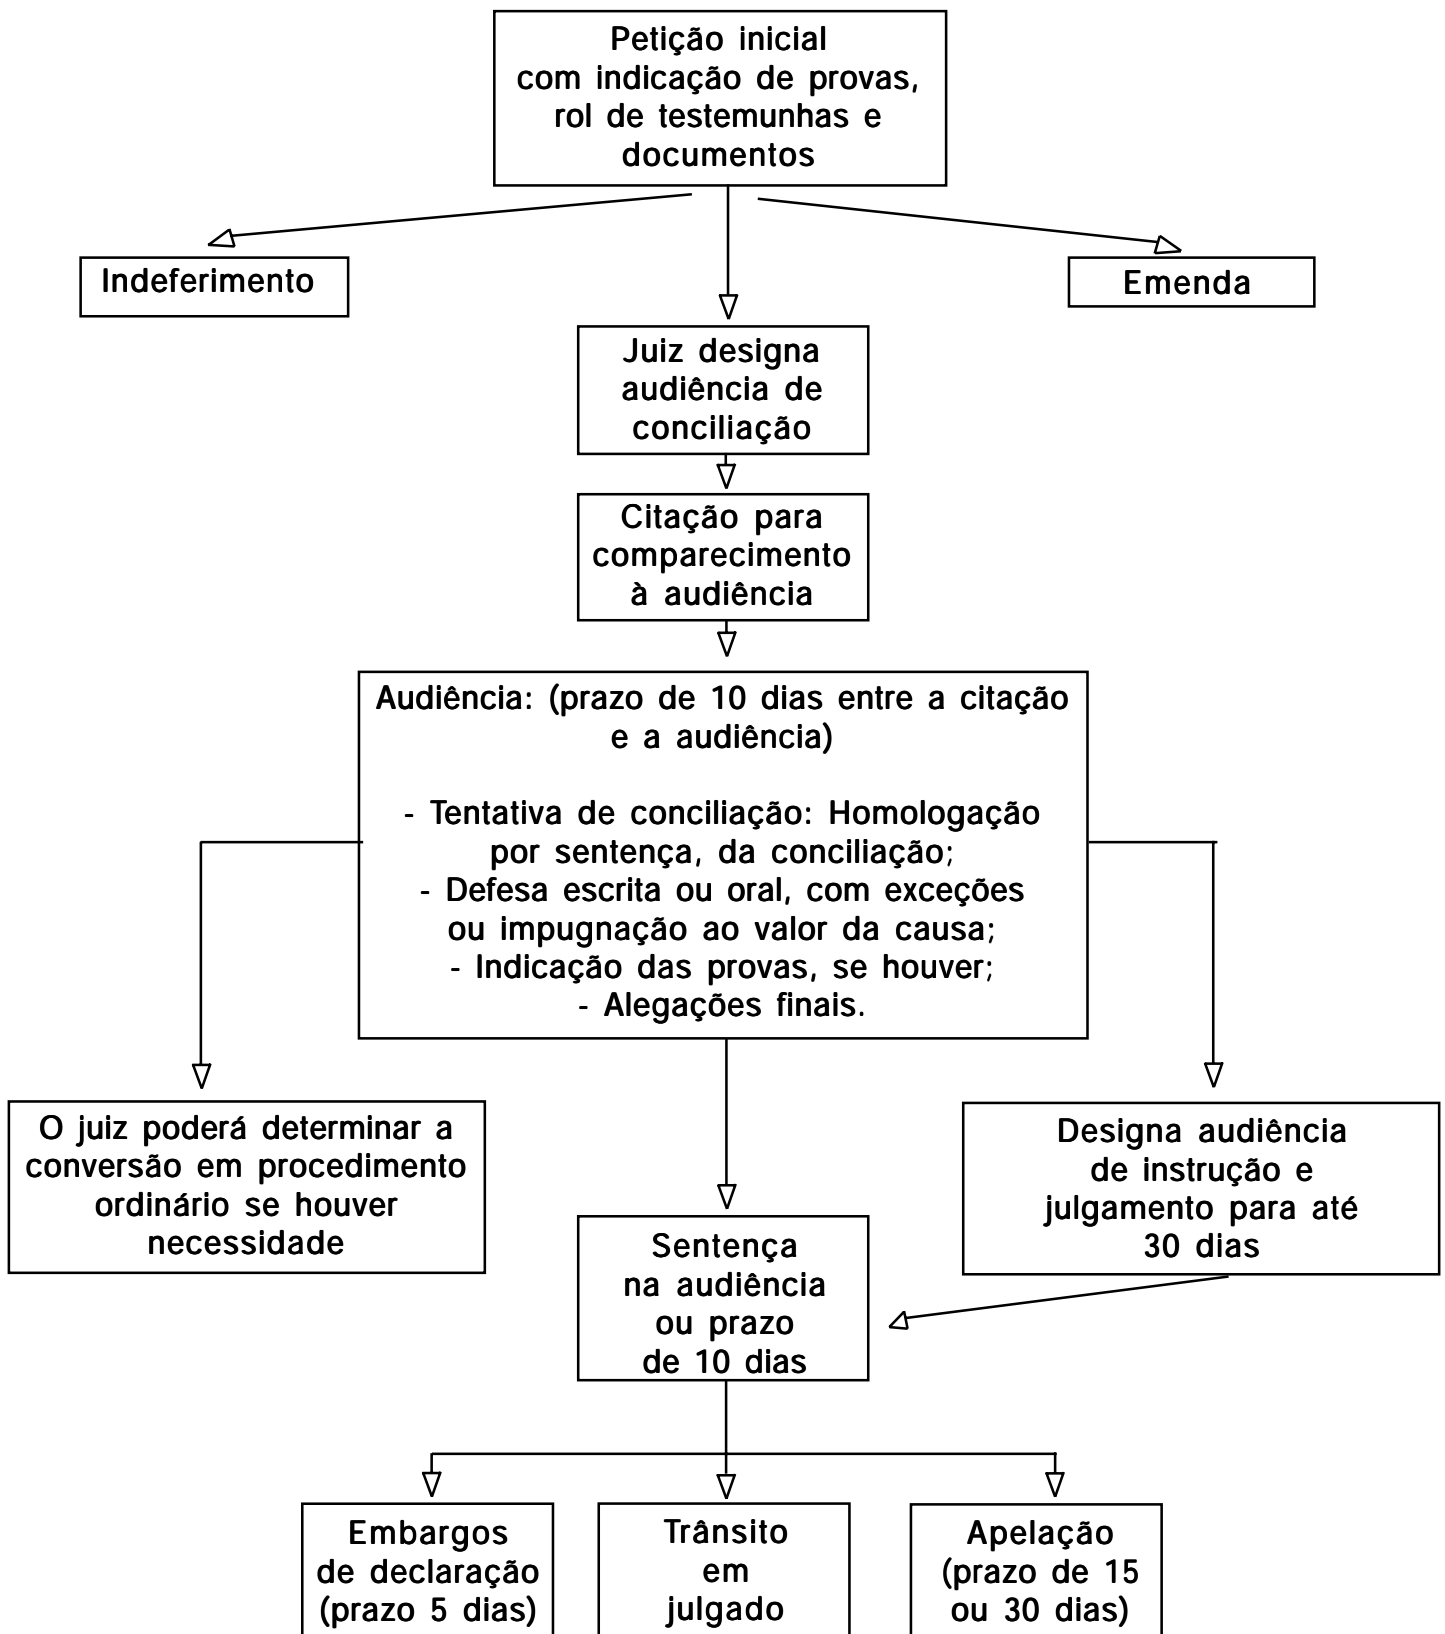 Petição inicial
com indicação de provas,
rol de testemunhas e
documentos
Indeferimento
Emenda
Juiz designa
audiência de
conciliação
Citação para
comparecimento
à audiência
Audiência: (prazo de 10 dias entre a citação
e a audiência)
- Tentativa de conciliação: Homologação
por sentença, da conciliação;
- Defesa escrita ou oral, com exceções
ou impugnação ao valor da causa;
- Indicação das provas, se houver;
- Alegações finais.
O juiz poderá determinar a
conversão em procedimento
ordinário se houver
necessidade
Designa audiência
de instrução e
julgamento para até
30 dias
Sentença
na audiência
ou prazo
de 10 dias
Embargos
de declaração
(prazo 5 dias)
Trânsito
em
julgado
Apelação
(prazo de 15
ou 30 dias)